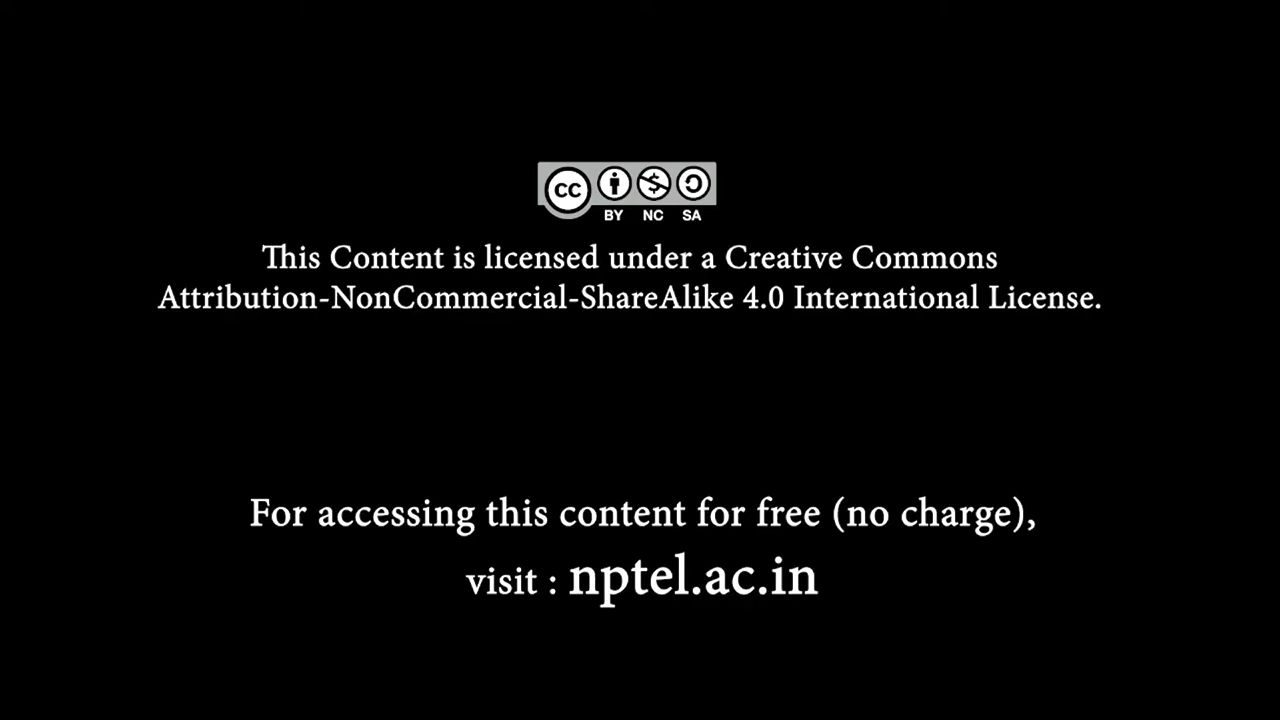 CC BY NC SA
This Content is licensed under a Creative Commons
Attribution-NonCommercial-ShareAlike 4.0 International License.
For accessing this content for free (no charge),
visit : nptel.ac.in